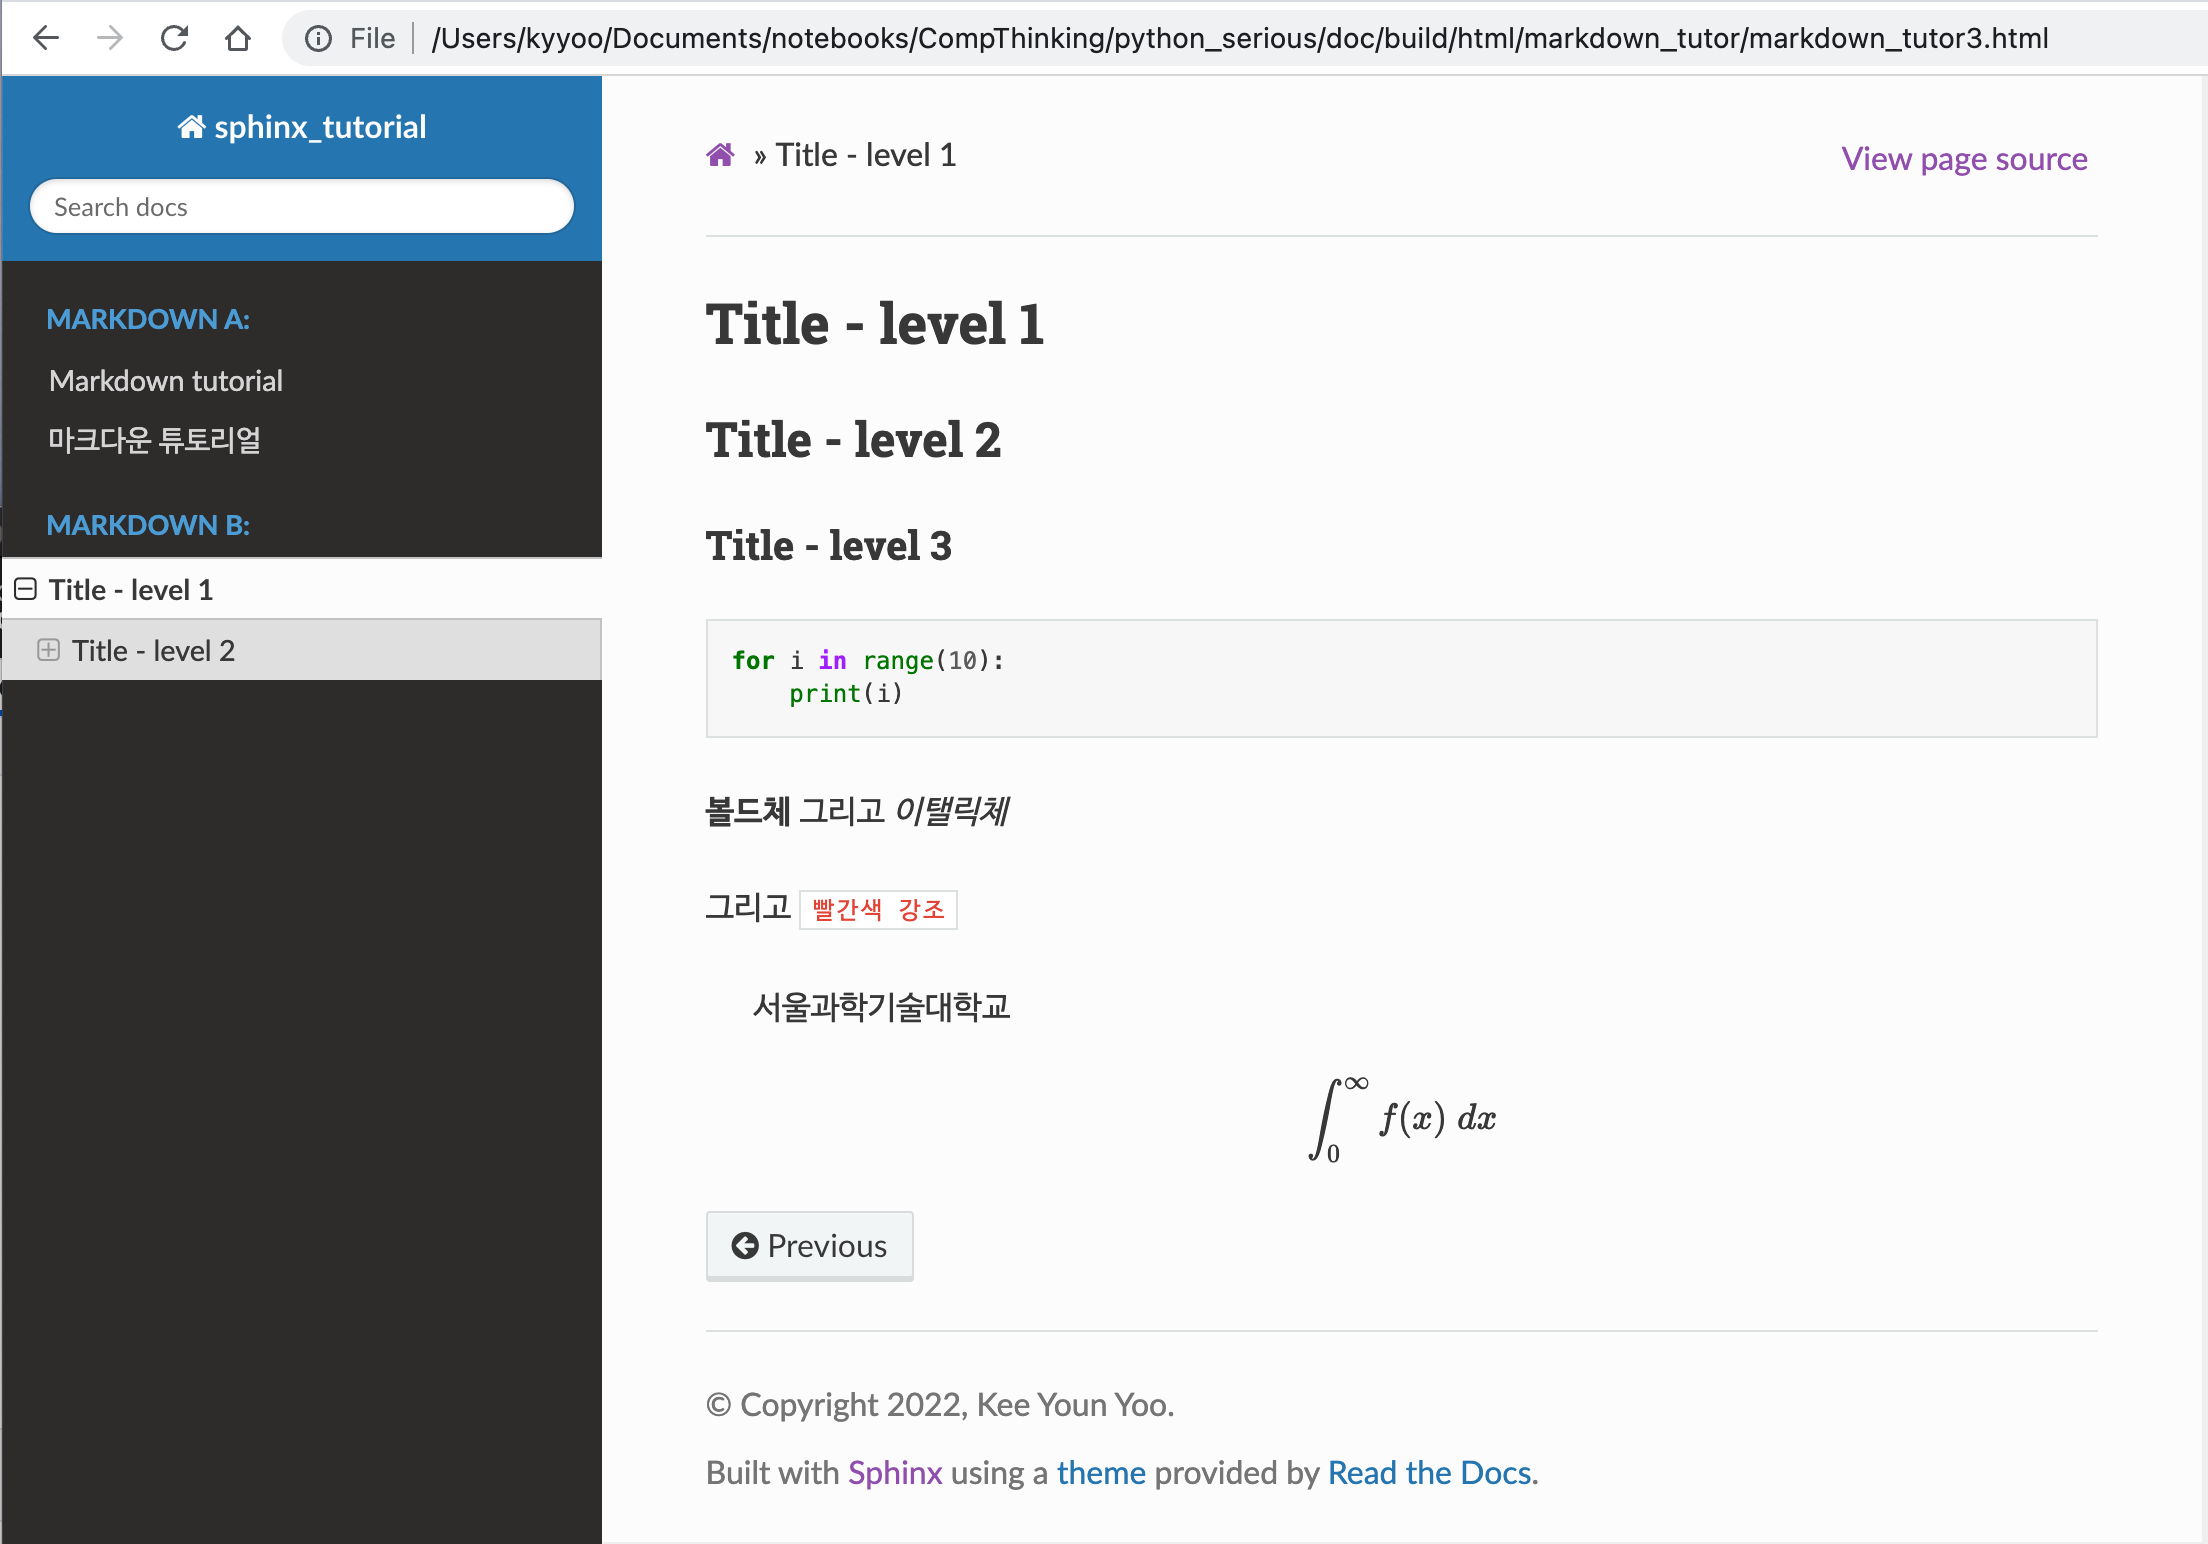 File /Users/kyyoo/Documents/notebooks/CompThinking/python_serious/doc/build/html/markdown_tutor/markdown_tutor3.html
sphinx_tutorial
Search docs
MARKDOWN A:
Markdown tutorial
마크다운 튜토리얼
MARKDOWN B:
Title - level 1
Title - level 2
» Title - level 1
View page source
Title - level 1
Title - level 2
Title - level 3
for i in range(10):
    print(i)
볼드체 그리고 이탤릭체
그리고 빨간색 강조
서울과학기술대학교
∫₀^∞ f(x) dx
Previous
© Copyright 2022, Kee Youn Yoo.
Built with Sphinx using a theme provided by Read the Docs.